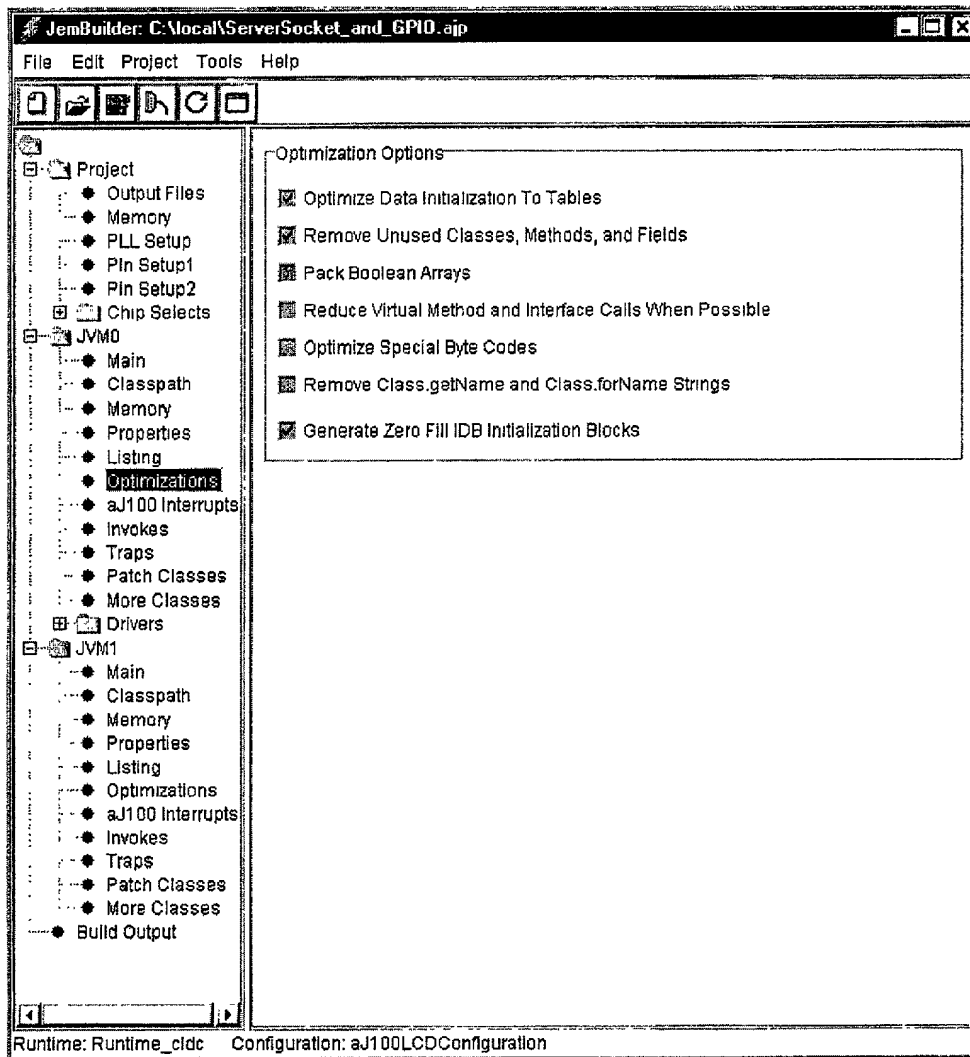 JemBuilder: C:\local\ServerSocket_and_GPIO.ajp
File Edit Project Tools Help
Project
Output Files
Memory
PLL Setup
Pin Setup1
Pin Setup2
Chip Selects
JVM0
Main
Classpath
Memory
Properties
Listing
Optimizations
aJ100 Interrupts
Invokes
Traps
Patch Classes
More Classes
Drivers
JVM1
Main
Classpath
Memory
Properties
Listing
Optimizations
aJ100 Interrupts
Invokes
Traps
Patch Classes
More Classes
Build Output
Optimization Options
Optimize Data Initialization To Tables
Remove Unused Classes, Methods, and Fields
Pack Boolean Arrays
Reduce Virtual Method and Interface Calls When Possible
Optimize Special Byte Codes
Remove Class.getName and Class.forName Strings
Generate Zero Fill IDB Initialization Blocks
Runtime: Runtime_cldc Configuration: aJ100LCDConfiguration